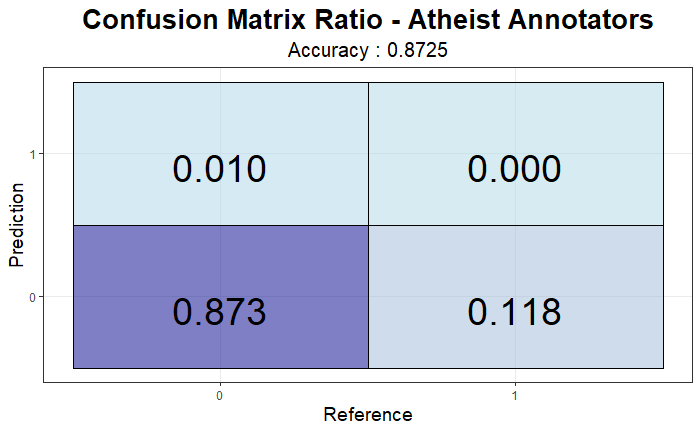 Confusion Matrix Ratio - Atheist Annotators
Accuracy : 0.8725
Prediction
1
0.010 0.000
0
0.873 0.118
0 1
Reference